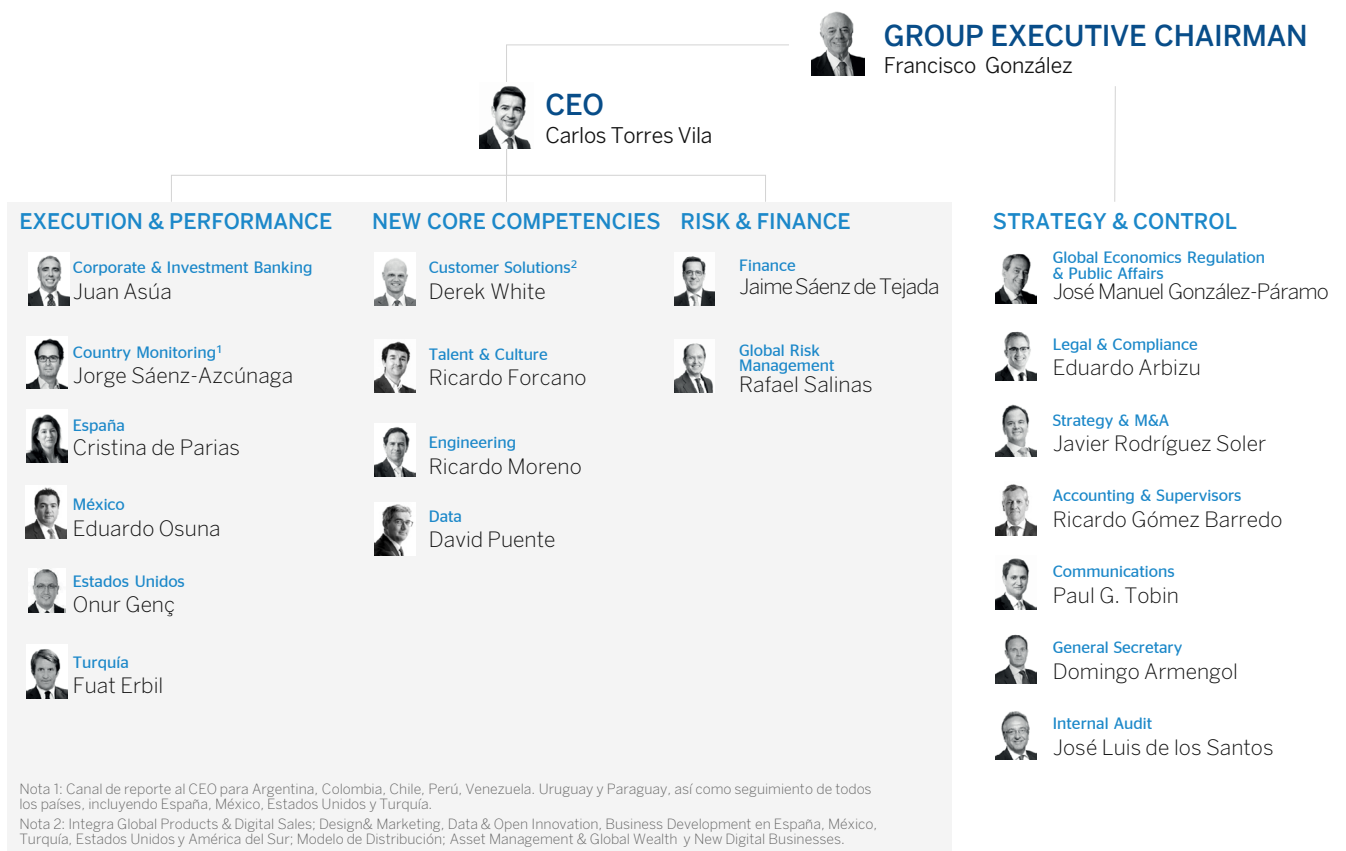 GROUP EXECUTIVE CHAIRMAN
Francisco González
CEO
Carlos Torres Vila
EXECUTION & PERFORMANCE
Corporate & Investment Banking
Juan Asúa
Country Monitoring¹
Jorge Sáenz-Azcúnaga
España
Cristina de Parias
México
Eduardo Osuna
Estados Unidos
Onur Genç
Turquía
Fuat Erbil
NEW CORE COMPETENCIES
Customer Solutions²
Derek White
Talent & Culture
Ricardo Forcano
Engineering
Ricardo Moreno
Data
David Puente
RISK & FINANCE
Finance
Jaime Sáenz de Tejada
Global Risk
Management
Rafael Salinas
STRATEGY & CONTROL
Global Economics Regulation
& Public Affairs
José Manuel González-Páramo
Legal & Compliance
Eduardo Arbizu
Strategy & M&A
Javier Rodríguez Soler
Accounting & Supervisors
Ricardo Gómez Barredo
Communications
Paul G. Tobin
General Secretary
Domingo Armengol
Internal Audit
José Luis de los Santos
Nota 1: Canal de reporte al CEO para Argentina, Colombia, Chile, Perú, Venezuela. Uruguay y Paraguay, así como seguimiento de todos
los países, incluyendo España, México, Estados Unidos y Turquía.
Nota 2: Integra Global Products & Digital Sales; Design& Marketing, Data & Open Innovation, Business Development en España, México,
Turquía, Estados Unidos y América del Sur; Modelo de Distribución; Asset Management & Global Wealth y New Digital Businesses.